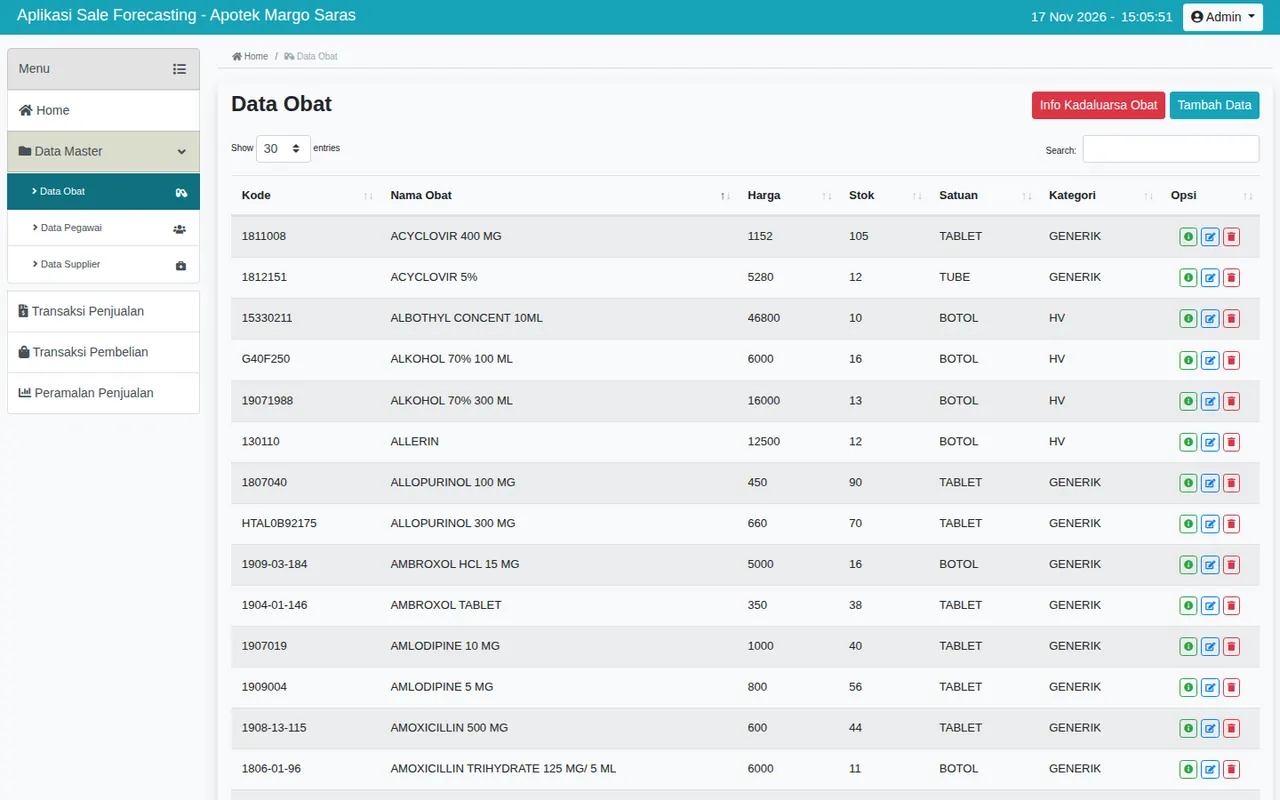 Aplikasi Sale Forecasting - Apotek Margo Saras
17 Nov 2026 - 15:05:51
Admin
Menu
Home
Data Master
Data Obat
Data Pegawai
Data Supplier
Transaksi Penjualan
Transaksi Pembelian
Peramalan Penjualan
Home / Data Obat
Data Obat
Info Kadaluarsa Obat
Tambah Data
Show 30 entries
Search:
Kode Nama Obat Harga Stok Satuan Kategori Opsi
1811008 ACYCLOVIR 400 MG 1152 105 TABLET GENERIK
1812151 ACYCLOVIR 5% 5280 12 TUBE GENERIK
15330211 ALBOTHYL CONCENT 10ML 46800 10 BOTOL HV
G40F250 ALKOHOL 70% 100 ML 6000 16 BOTOL HV
19071988 ALKOHOL 70% 300 ML 16000 13 BOTOL HV
130110 ALLERIN 12500 12 BOTOL HV
1807040 ALLOPURINOL 100 MG 450 90 TABLET GENERIK
HTAL0B92175 ALLOPURINOL 300 MG 660 70 TABLET GENERIK
1909-03-184 AMBROXOL HCL 15 MG 5000 16 BOTOL GENERIK
1904-01-146 AMBROXOL TABLET 350 38 TABLET GENERIK
1907019 AMLODIPINE 10 MG 1000 40 TABLET GENERIK
1909004 AMLODIPINE 5 MG 800 56 TABLET GENERIK
1908-13-115 AMOXICILLIN 500 MG 600 44 TABLET GENERIK
1806-01-96 AMOXICILLIN TRIHYDRATE 125 MG/ 5 ML 6000 11 BOTOL GENERIK